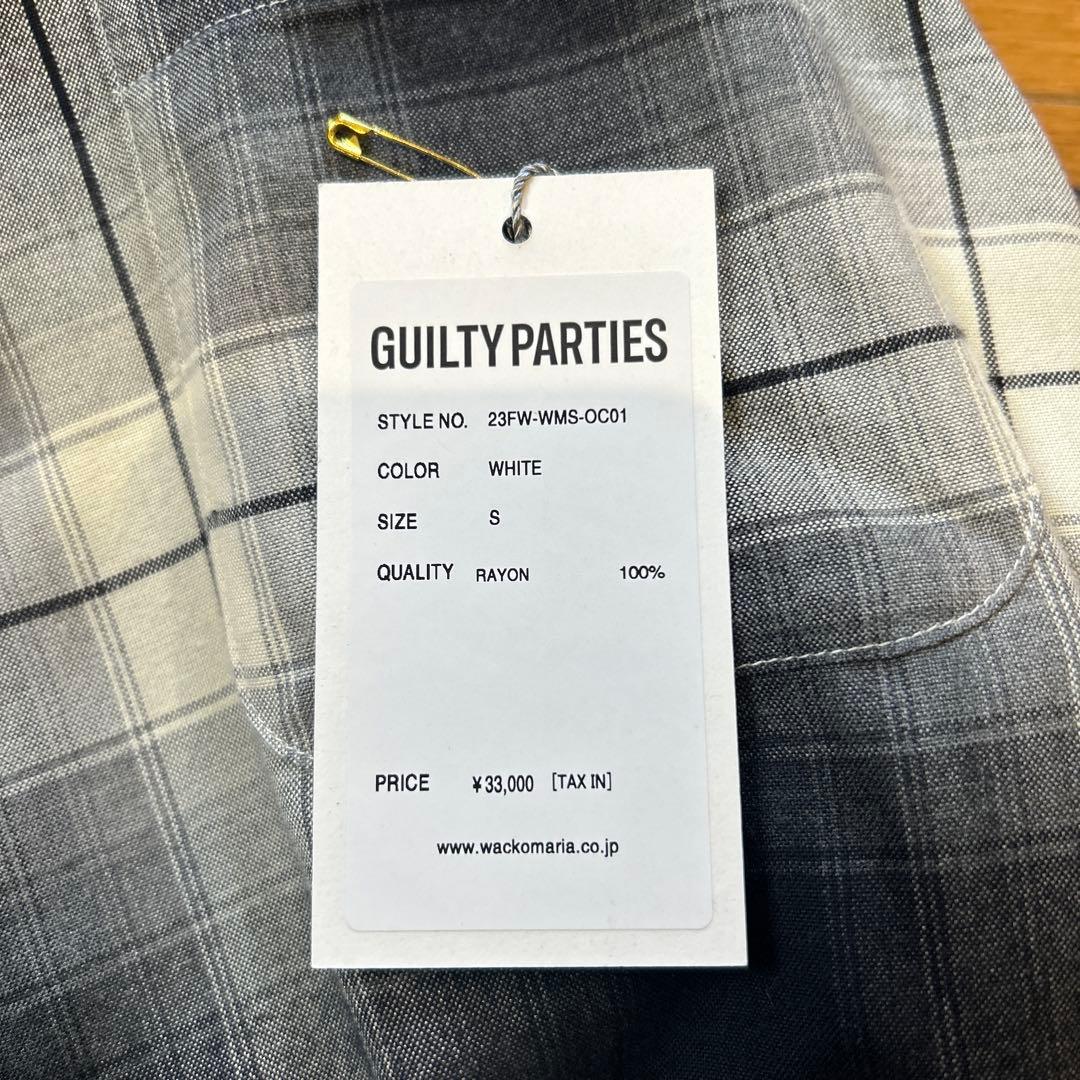 GUILTY PARTIES
STYLE NO. 23FW-WMS-OC01
COLOR WHITE
SIZE S
QUALITY RAYON 100%
PRICE ¥33,000 [TAX IN]
www.wackomaria.co.jp